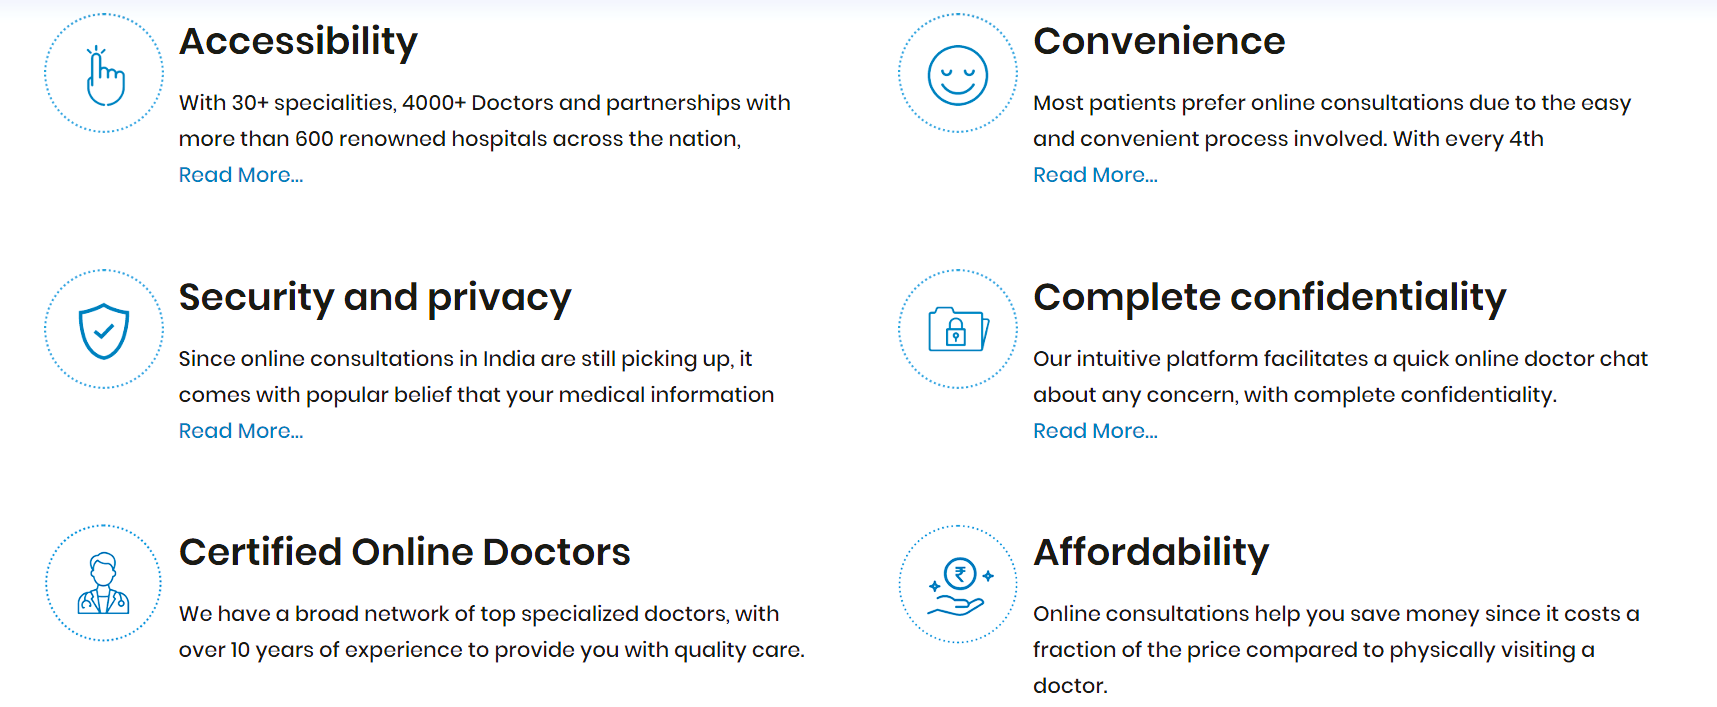 Accessibility
With 30+ specialities, 4000+ Doctors and partnerships with
more than 600 renowned hospitals across the nation,
Read More...
Convenience
Most patients prefer online consultations due to the easy
and convenient process involved. With every 4th
Read More...
Security and privacy
Since online consultations in India are still picking up, it
comes with popular belief that your medical information
Read More...
Complete confidentiality
Our intuitive platform facilitates a quick online doctor chat
about any concern, with complete confidentiality.
Read More...
Certified Online Doctors
We have a broad network of top specialized doctors, with
over 10 years of experience to provide you with quality care.
₹
Affordability
Online consultations help you save money since it costs a
fraction of the price compared to physically visiting a
doctor.